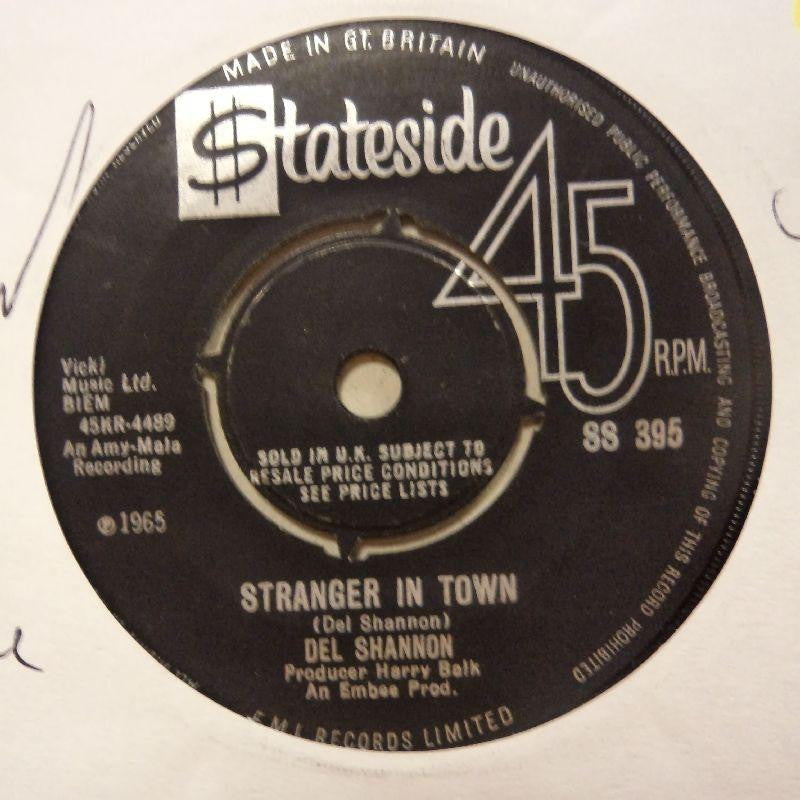 MADE IN GT. BRITAIN
UNAUTHORISED PUBLIC PERFORMANCE BROADCASTING AND COPYING OF THIS RECORD PROHIBITED
$tateside
45
R.P.M.
SS 395
Vicki
Music Ltd.
BIEM
45KR-4489
An Amy-Mala
Recording
℗1965
SOLD IN U.K. SUBJECT TO
RESALE PRICE CONDITIONS
SEE PRICE LISTS
STRANGER IN TOWN
(Del Shannon)
DEL SHANNON
Producer Harry Balk
An Embee Prod.
E.M.I. RECORDS LIMITED